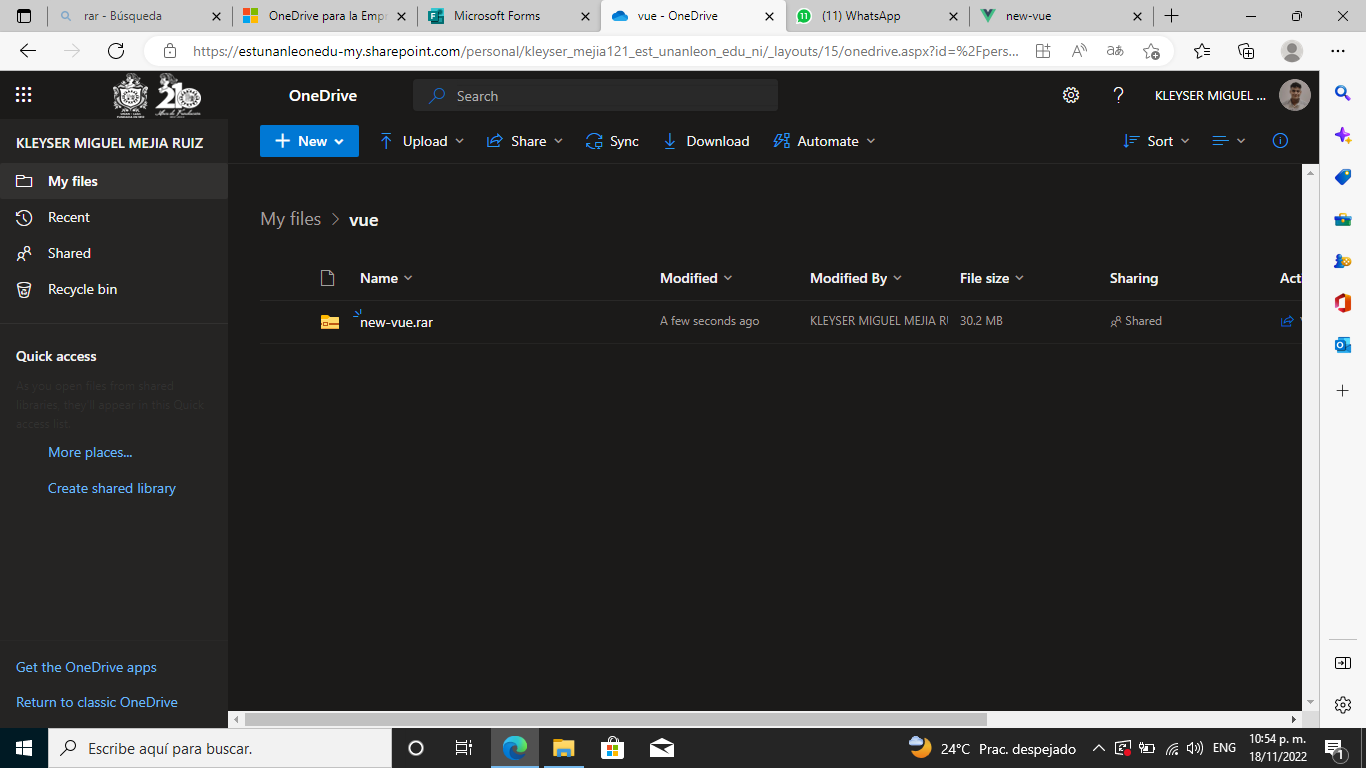 rar - Búsqueda
OneDrive para la Emp
Microsoft Forms
vue - OneDrive
(11) WhatsApp
new-vue
https://estunanleonedu-my.sharepoint.com/personal/kleyser_mejia121_est_unanleon_edu_ni/_layouts/15/onedrive.aspx?id=%2Fpers...
OneDrive
Search
KLEYSER MIGUEL ...
KLEYSER MIGUEL MEJIA RUIZ
New
Upload
Share
Sync
Download
Automate
Sort
My files
Recent
Shared
Recycle bin
Quick access
As you open files from shared
libraries, they'll appear in this Quick
access list.
More places...
Create shared library
Get the OneDrive apps
Return to classic OneDrive
My files > vue
Name
Modified
Modified By
File size
Sharing
Act
new-vue.rar
A few seconds ago
KLEYSER MIGUEL MEJIA RU
30.2 MB
Shared
Escribe aquí para buscar.
24°C Prac. despejado
ENG
10:54 p. m.
18/11/2022
1